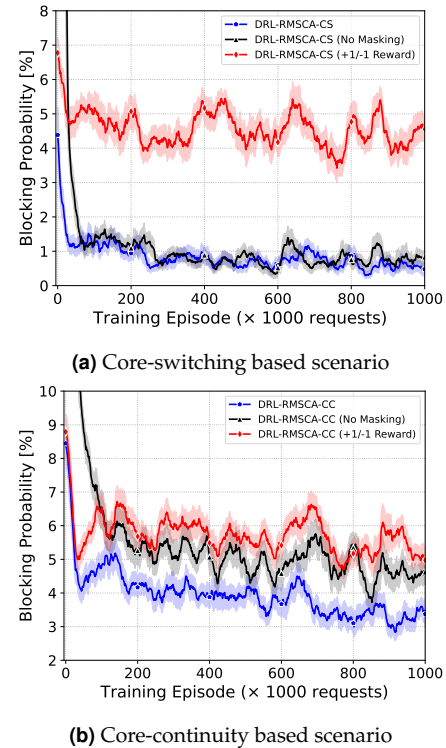 8
7
6
5
4
3
2
1
0
Blocking Probability [%]
DRL-RMSCA-CS
DRL-RMSCA-CS (No Masking)
DRL-RMSCA-CS (+1/-1 Reward)
0 200 400 600 800 1000
Training Episode (× 1000 requests)
(a) Core-switching based scenario
10
9
8
7
6
5
4
3
2
Blocking Probability [%]
DRL-RMSCA-CC
DRL-RMSCA-CC (No Masking)
DRL-RMSCA-CC (+1/-1 Reward)
0 200 400 600 800 1000
Training Episode (× 1000 requests)
(b) Core-continuity based scenario